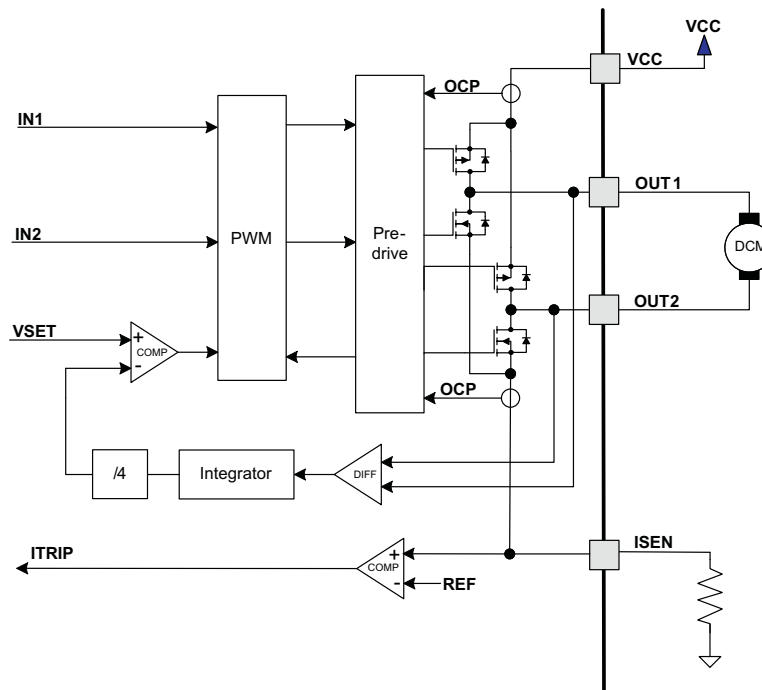 VCC
VCC
OCP
IN1
OUT1
PWM
Pre-
drive
IN2
DCM
OUT2
VSET
+
COMP
-
OCP
/4
Integrator
DIFF
ITRIP
+
COMP
-
REF
ISEN